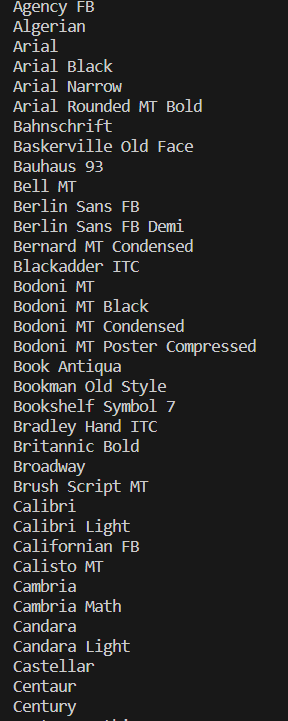 Agency FB
Algerian
Arial
Arial Black
Arial Narrow
Arial Rounded MT Bold
Bahnschrift
Baskerville Old Face
Bauhaus 93
Bell MT
Berlin Sans FB
Berlin Sans FB Demi
Bernard MT Condensed
Blackadder ITC
Bodoni MT
Bodoni MT Black
Bodoni MT Condensed
Bodoni MT Poster Compressed
Book Antiqua
Bookman Old Style
Bookshelf Symbol 7
Bradley Hand ITC
Britannic Bold
Broadway
Brush Script MT
Calibri
Calibri Light
Californian FB
Calisto MT
Cambria
Cambria Math
Candara
Candara Light
Castellar
Centaur
Century